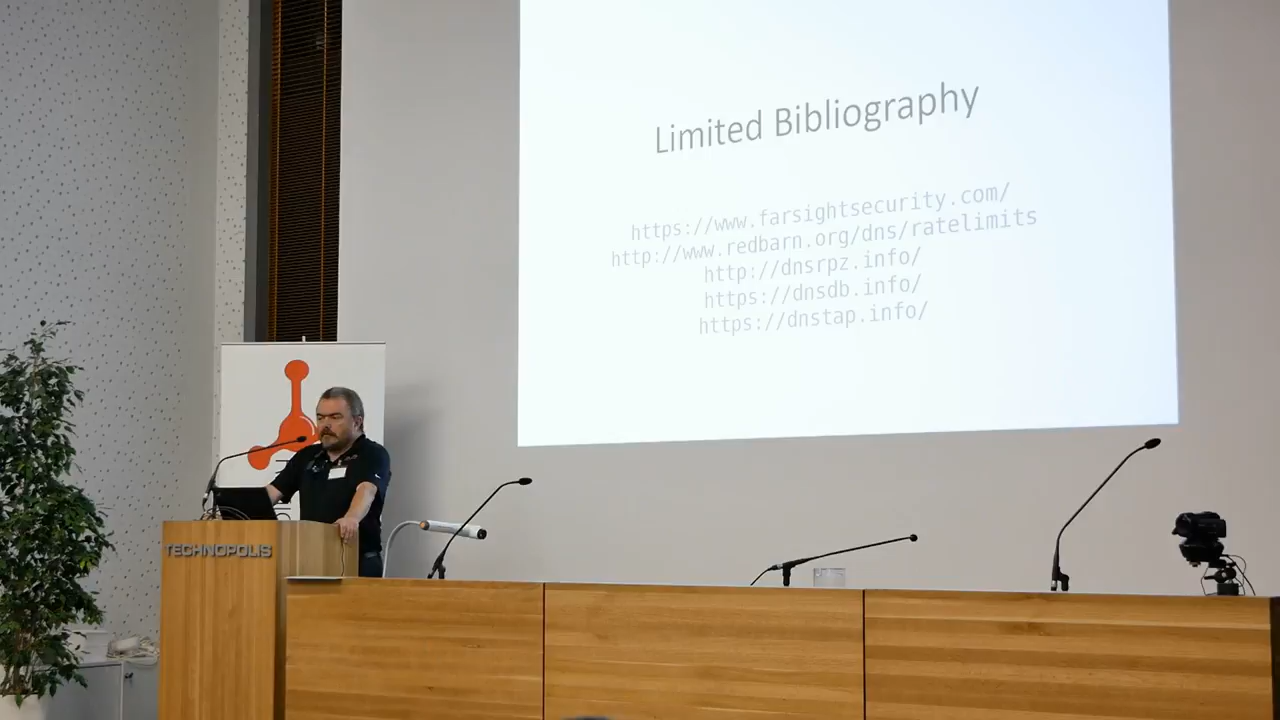 Limited Bibliography
https://www.farsightsecurity.com/
http://www.redbarn.org/dns/ratelimits
http://dnsrpz.info/
https://dnsdb.info/
https://dnstap.info/
TECHNOPOLIS